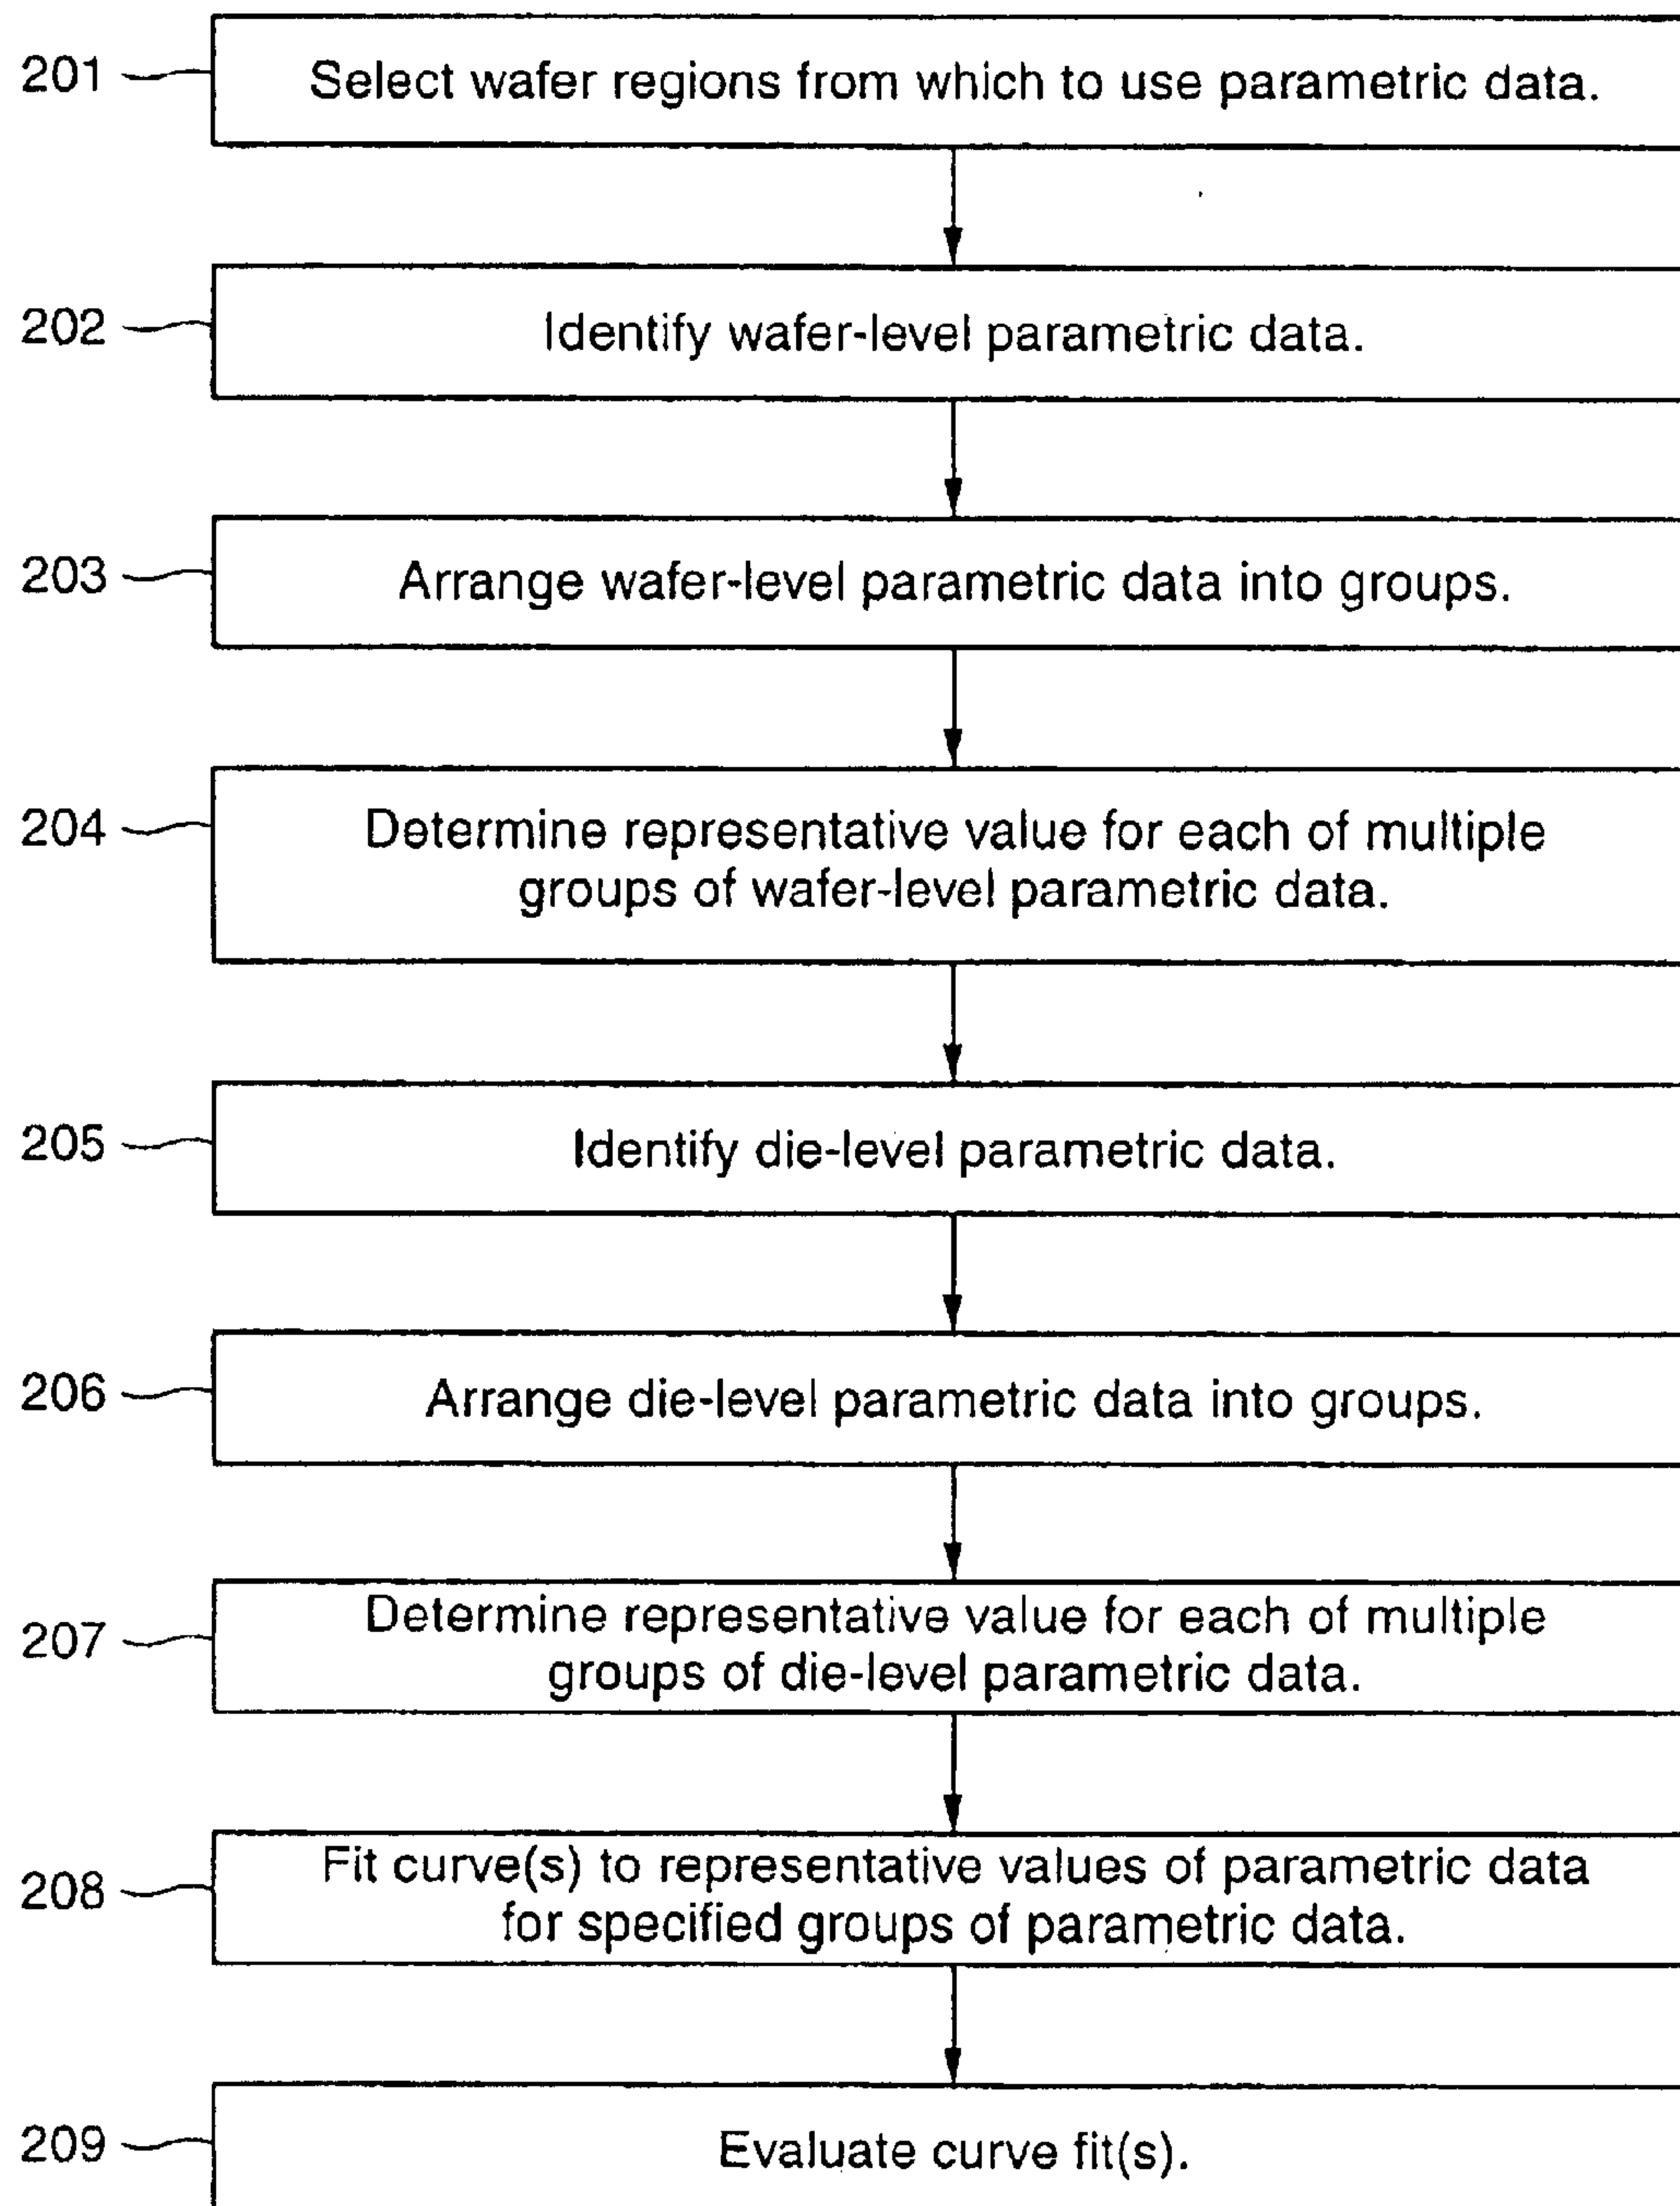 201 Select wafer regions from which to use parametric data.
202 Identify wafer-level parametric data.
203 Arrange wafer-level parametric data into groups.
204 Determine representative value for each of multiple
groups of wafer-level parametric data.
205 Identify die-level parametric data.
206 Arrange die-level parametric data into groups.
207 Determine representative value for each of multiple
groups of die-level parametric data.
208 Fit curve(s) to representative values of parametric data
for specified groups of parametric data.
209 Evaluate curve fit(s).